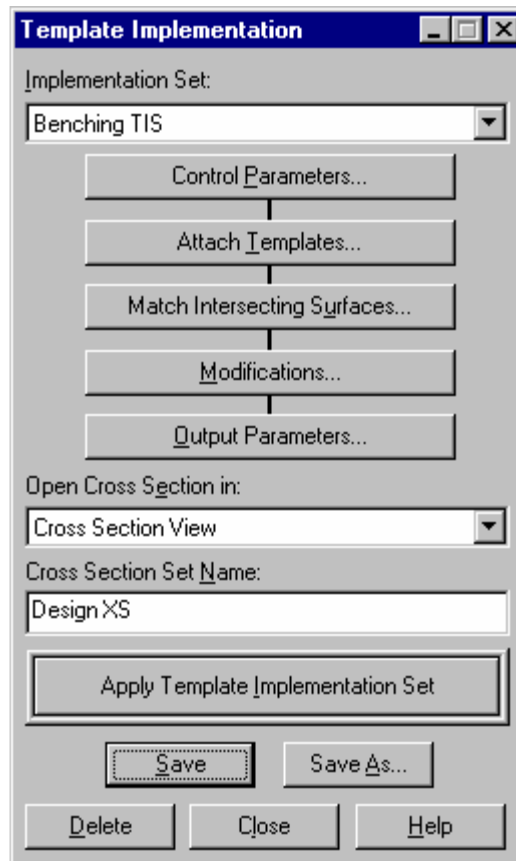 Template Implementation
Implementation Set:
Benching TIS
Control Parameters...
Attach Templates...
Match Intersecting Surfaces...
Modifications...
Output Parameters...
Open Cross Section in:
Cross Section View
Cross Section Set Name:
Design XS
Apply Template Implementation Set
Save Save As...
Delete Close Help